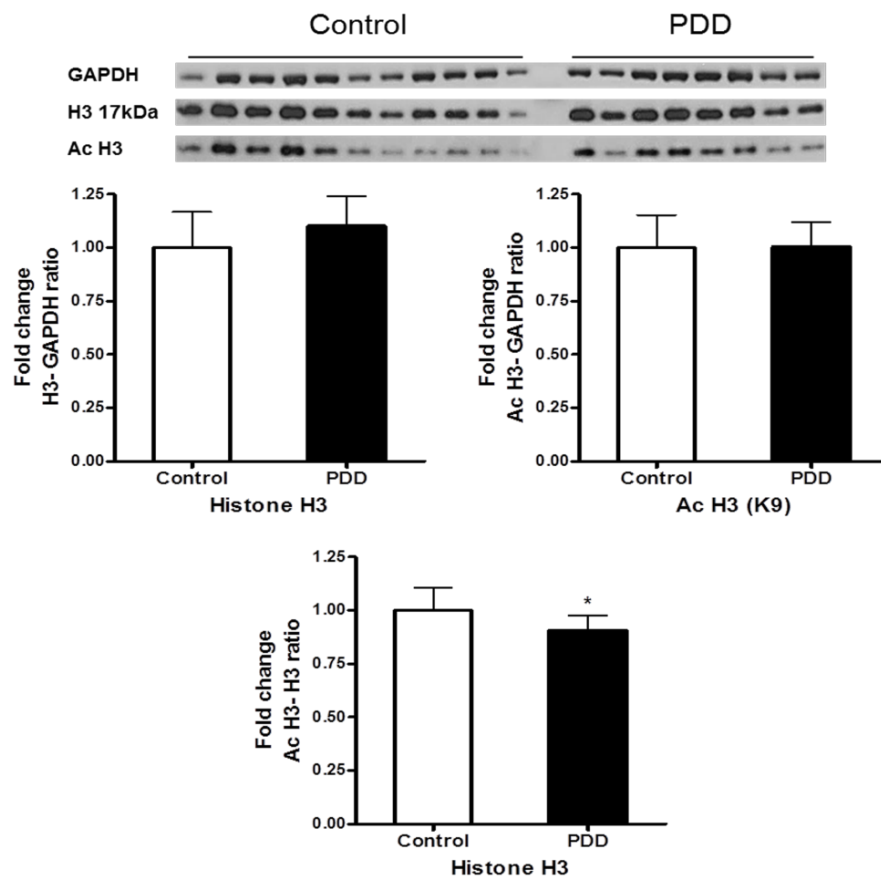 Control PDD
GAPDH
H3 17kDa
Ac H3
Fold change
H3- GAPDH ratio
1.25
1.00
0.75
0.50
0.25
0.00
Control PDD
Histone H3
Fold change
Ac H3- GAPDH ratio
1.25
1.00
0.75
0.50
0.25
0.00
Control PDD
Ac H3 (K9)
Fold change
Ac H3- H3 ratio
1.25
1.00
0.75
0.50
0.25
0.00
*
Control PDD
Histone H3